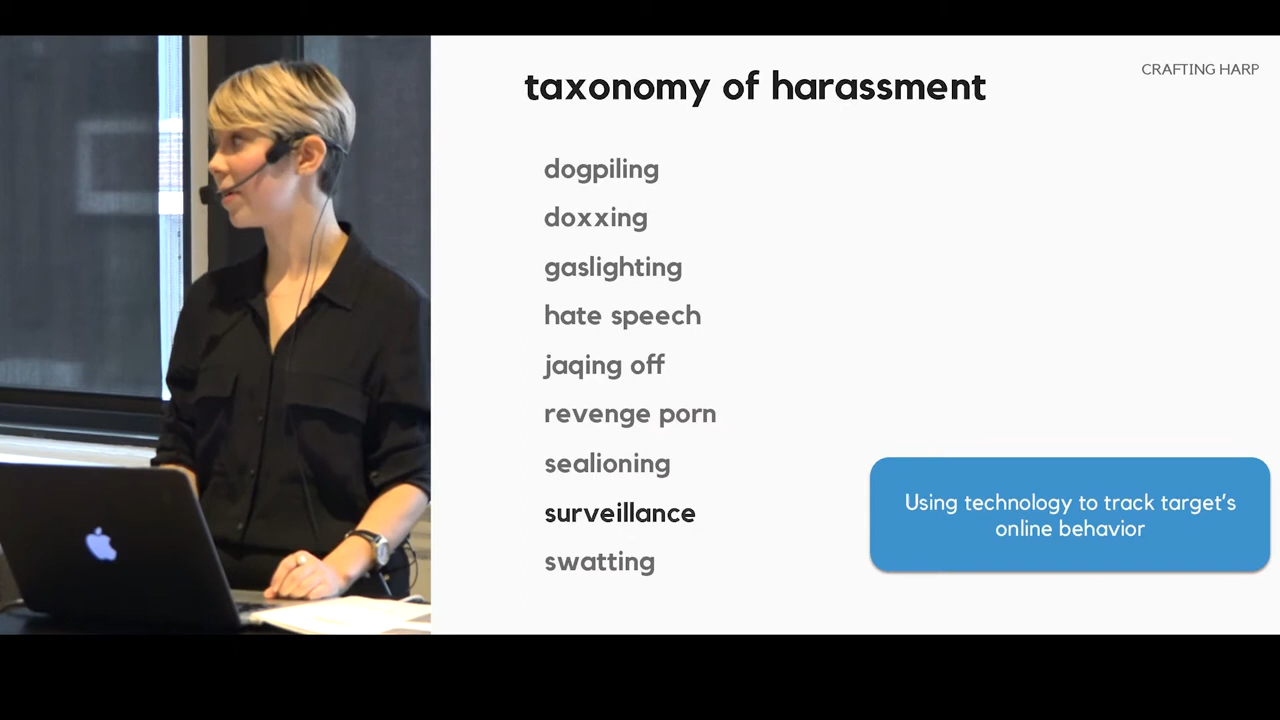 taxonomy of harassment
CRAFTING HARP
dogpiling
doxxing
gaslighting
hate speech
jaqing off
revenge porn
sealioning
surveillance
swatting
Using technology to track target's
online behavior